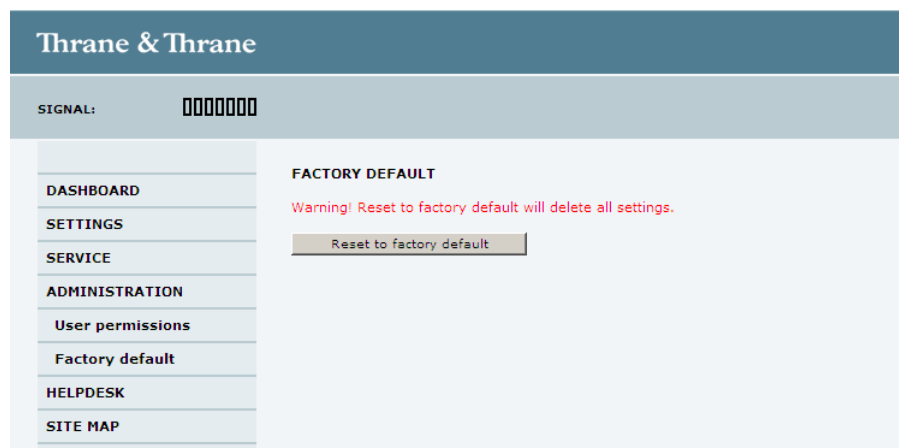 Thrane & Thrane
SIGNAL:
DASHBOARD
SETTINGS
SERVICE
ADMINISTRATION
User permissions
Factory default
HELPDESK
SITE MAP
FACTORY DEFAULT
Warning! Reset to factory default will delete all settings.
Reset to factory default